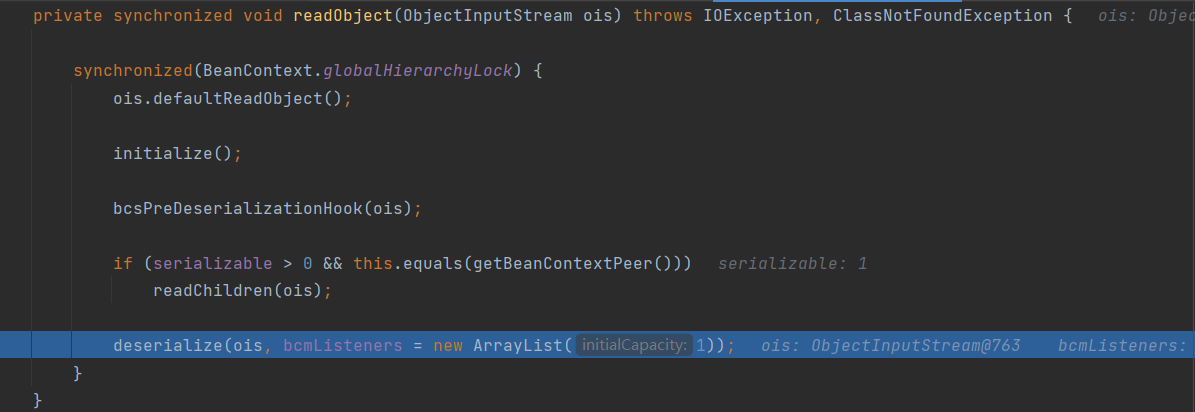 private synchronized void readObject(ObjectInputStream ois) throws IOException, ClassNotFoundException {   ois: Objec
synchronized(BeanContext.globalHierarchyLock) {
ois.defaultReadObject();
initialize();
bcsPreDeserializationHook(ois);
if (serializable > 0 && this.equals(getBeanContextPeer()))   serializable: 1
readChildren(ois);
deserialize(ois, bcmListeners = new ArrayList( initialCapacity: 1));   ois: ObjectInputStream@763   bcmListeners:
}
}